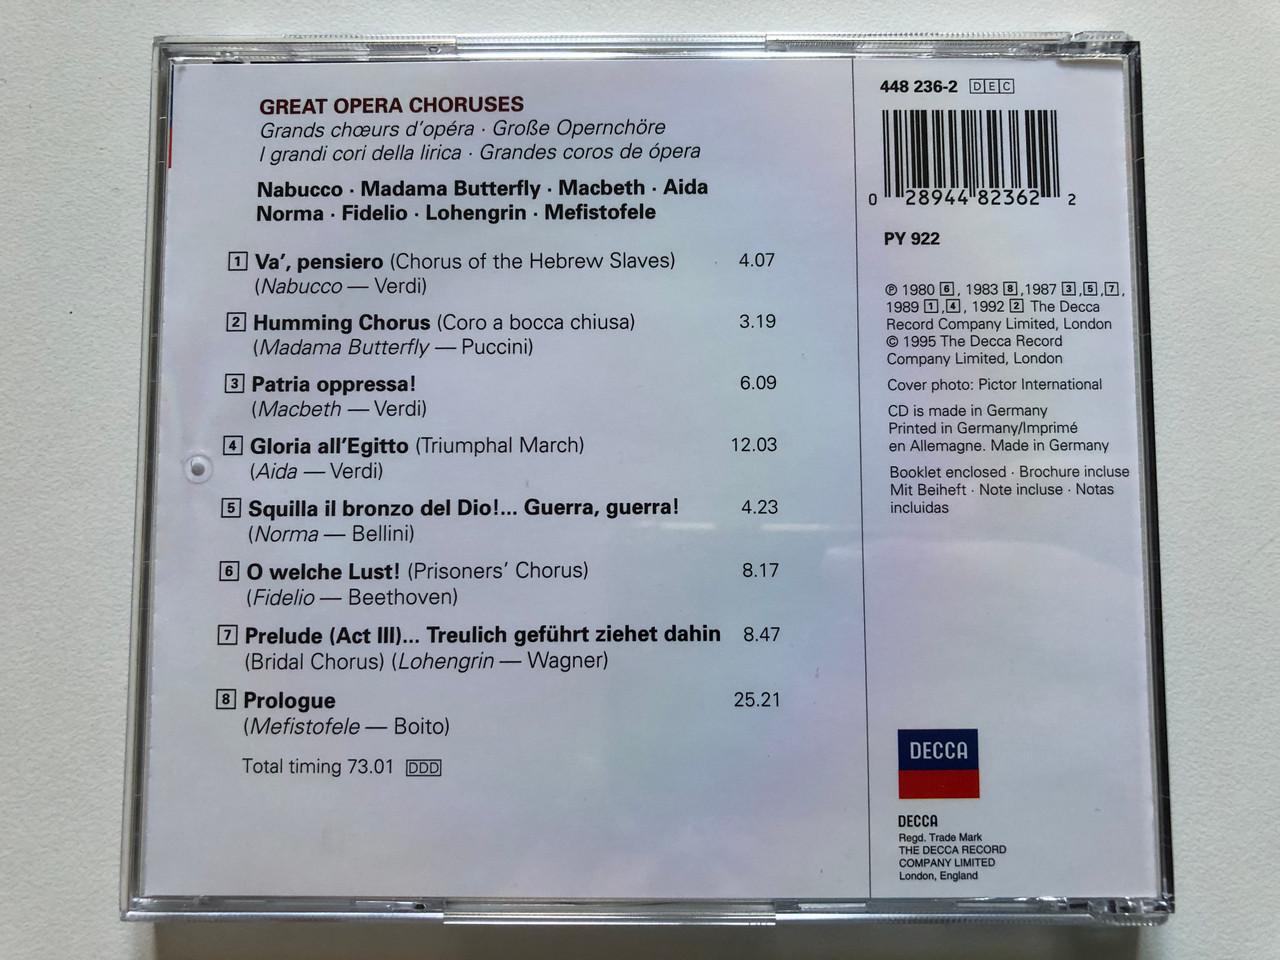 GREAT OPERA CHORUSES
Grands chœurs d'opéra · Große Opernchöre
I grandi cori della lirica · Grandes coros de ópera
Nabucco · Madama Butterfly · Macbeth · Aida
Norma · Fidelio · Lohengrin · Mefistofele
1 Va', pensiero (Chorus of the Hebrew Slaves) 4.07
(Nabucco — Verdi)
2 Humming Chorus (Coro a bocca chiusa) 3.19
(Madama Butterfly — Puccini)
3 Patria oppressa! 6.09
(Macbeth — Verdi)
4 Gloria all'Egitto (Triumphal March) 12.03
(Aida — Verdi)
5 Squilla il bronzo del Dio!... Guerra, guerra! 4.23
(Norma — Bellini)
6 O welche Lust! (Prisoners' Chorus) 8.17
(Fidelio — Beethoven)
7 Prelude (Act III)... Treulich geführt ziehet dahin 8.47
(Bridal Chorus) (Lohengrin — Wagner)
8 Prologue 25.21
(Mefistofele — Boito)
Total timing 73.01 DDD
448 236-2 DEC
0 28944 82362 2
PY 922
℗ 1980 6, 1983 8,1987 3,5,7,
1989 1,4, 1992 2 The Decca
Record Company Limited, London
© 1995 The Decca Record
Company Limited, London
Cover photo: Pictor International
CD is made in Germany
Printed in Germany/Imprimé
en Allemagne. Made in Germany
Booklet enclosed · Brochure incluse
Mit Beiheft · Note incluse · Notas
incluidas
DECCA
DECCA
Regd. Trade Mark
THE DECCA RECORD
COMPANY LIMITED
London, England